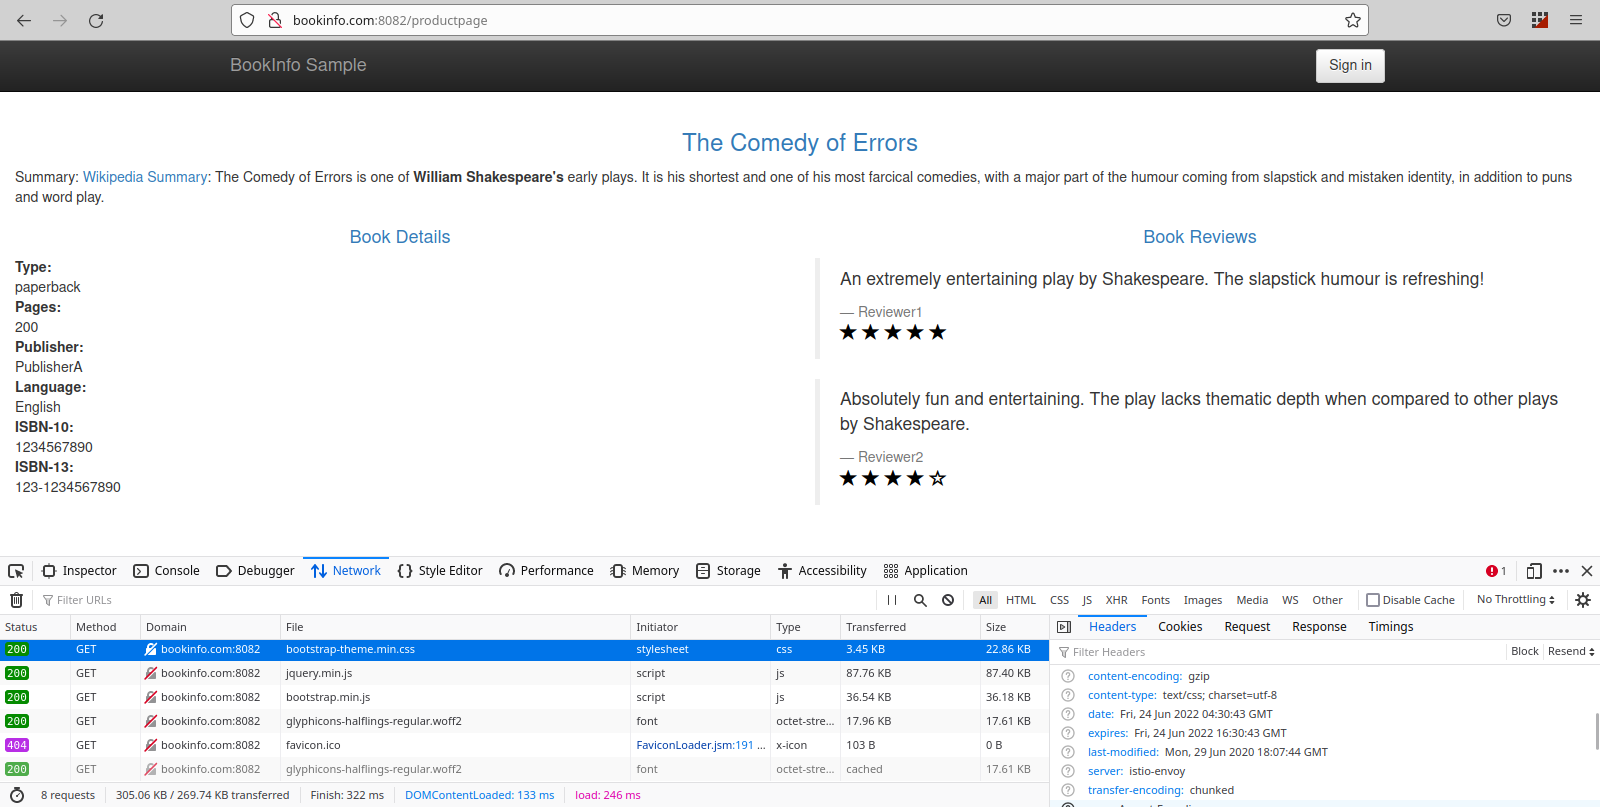 bookinfo.com:8082/productpage
BookInfo Sample
Sign in
The Comedy of Errors
Summary: Wikipedia Summary: The Comedy of Errors is one of William Shakespeare's early plays. It is his shortest and one of his most farcical comedies, with a major part of the humour coming from slapstick and mistaken identity, in addition to puns
and word play.
Book Details
Type:
paperback
Pages:
200
Publisher:
PublisherA
Language:
English
ISBN-10:
1234567890
ISBN-13:
123-1234567890
Book Reviews
An extremely entertaining play by Shakespeare. The slapstick humour is refreshing!
— Reviewer1
Absolutely fun and entertaining. The play lacks thematic depth when compared to other plays
by Shakespeare.
— Reviewer2
Inspector Console Debugger Network Style Editor Performance Memory Storage Accessibility Application 1
Filter URLs All HTML CSS JS XHR Fonts Images Media WS Other Disable Cache No Throttling
Status Method Domain File Initiator Type Transferred Size
200 GET bookinfo.com:8082 bootstrap-theme.min.css stylesheet css 3.45 KB 22.86 KB
200 GET bookinfo.com:8082 jquery.min.js script js 87.76 KB 87.40 KB
200 GET bookinfo.com:8082 bootstrap.min.js script js 36.54 KB 36.18 KB
200 GET bookinfo.com:8082 glyphicons-halflings-regular.woff2 font octet-stre... 17.96 KB 17.61 KB
404 GET bookinfo.com:8082 favicon.ico FaviconLoader.jsm:191 ... x-icon 103 B 0 B
200 GET bookinfo.com:8082 glyphicons-halflings-regular.woff2 font octet-stre... cached 17.61 KB
8 requests 305.06 KB / 269.74 KB transferred Finish: 322 ms DOMContentLoaded: 133 ms load: 246 ms
Headers Cookies Request Response Timings
Filter Headers Block Resend
content-encoding: gzip
content-type: text/css; charset=utf-8
date: Fri, 24 Jun 2022 04:30:43 GMT
expires: Fri, 24 Jun 2022 16:30:43 GMT
last-modified: Mon, 29 Jun 2020 18:07:44 GMT
server: istio-envoy
transfer-encoding: chunked